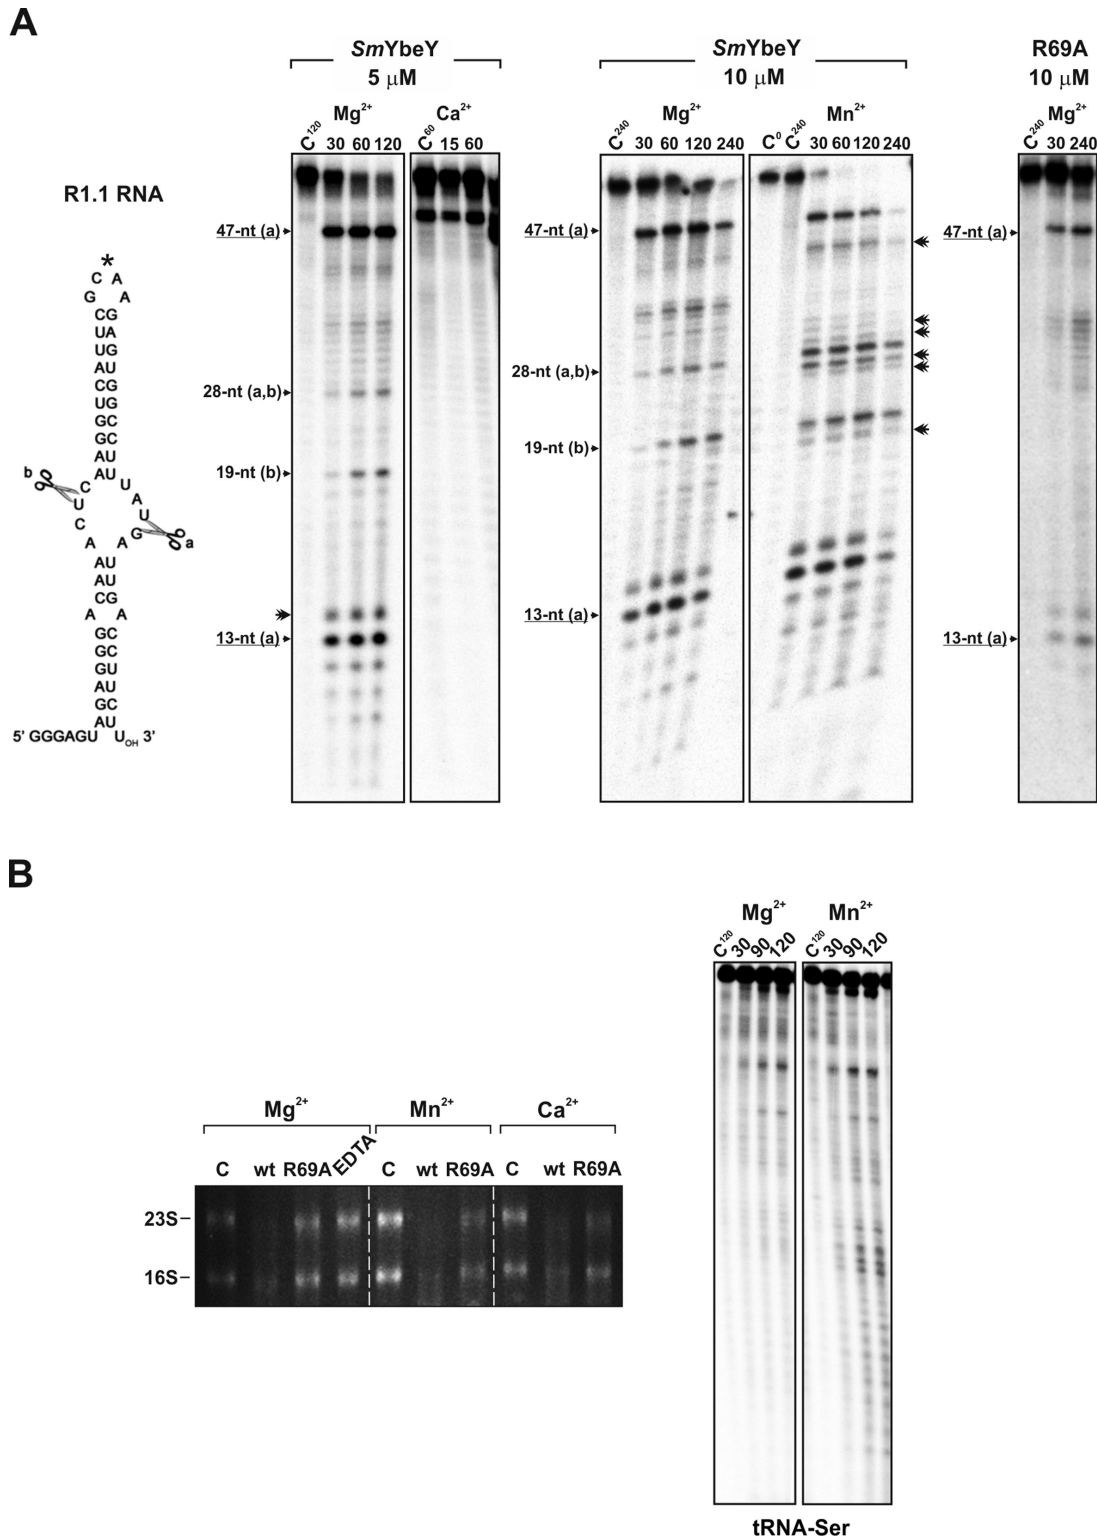 A
SmYbeY
5 µM
SmYbeY
10 µM
R69A
10 µM
Mg2+
Ca2+
Mg2+
Mn2+
Mg2+
C120 30 60 120
C60 15 60
C240 30 60 120 240
C0 C240 30 60 120 240
C240 30 240
R1.1 RNA
47-nt (a)
28-nt (a,b)
19-nt (b)
13-nt (a)
47-nt (a)
28-nt (a,b)
19-nt (b)
13-nt (a)
47-nt (a)
13-nt (a)
*
C A
G A
CG
UA
UG
AU
CG
UG
GC
GC
AU
b
C U
U A
C U
G
a
A A
AU
AU
CG
A A
GC
CG
GU
AU
GC
AU
5' GGGAGU UOH 3'
B
Mg2+
Mn2+
Mg2+
Mn2+
Ca2+
C120 30 90 120
C120 30 90 120
C wt R69A EDTA C wt R69A C wt R69A
23S
16S
tRNA-Ser